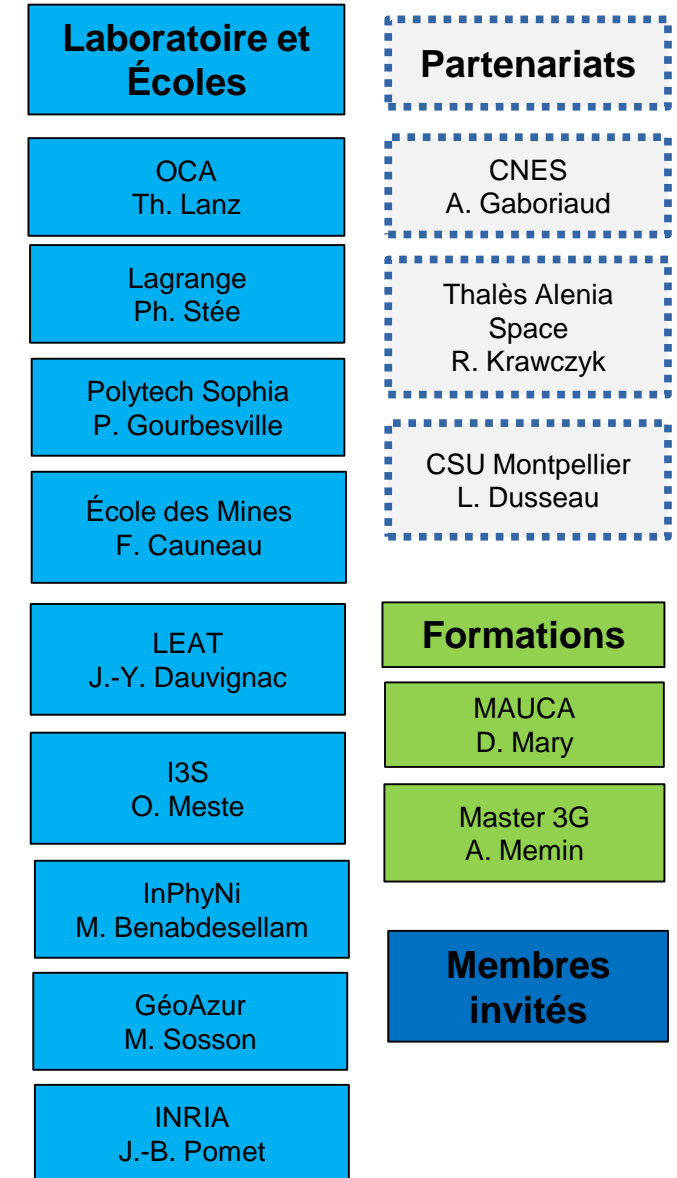 Laboratoire et
Écoles
OCA
Th. Lanz
Lagrange
Ph. Stée
Polytech Sophia
P. Gourbesville
École des Mines
F. Cauneau
LEAT
J.-Y. Dauvignac
I3S
O. Meste
InPhyNi
M. Benabdesellam
GéoAzur
M. Sosson
INRIA
J.-B. Pomet
Partenariats
CNES
A. Gaboriaud
Thalès Alenia
Space
R. Krawczyk
CSU Montpellier
L. Dusseau
Formations
MAUCA
D. Mary
Master 3G
A. Memin
Membres
invités